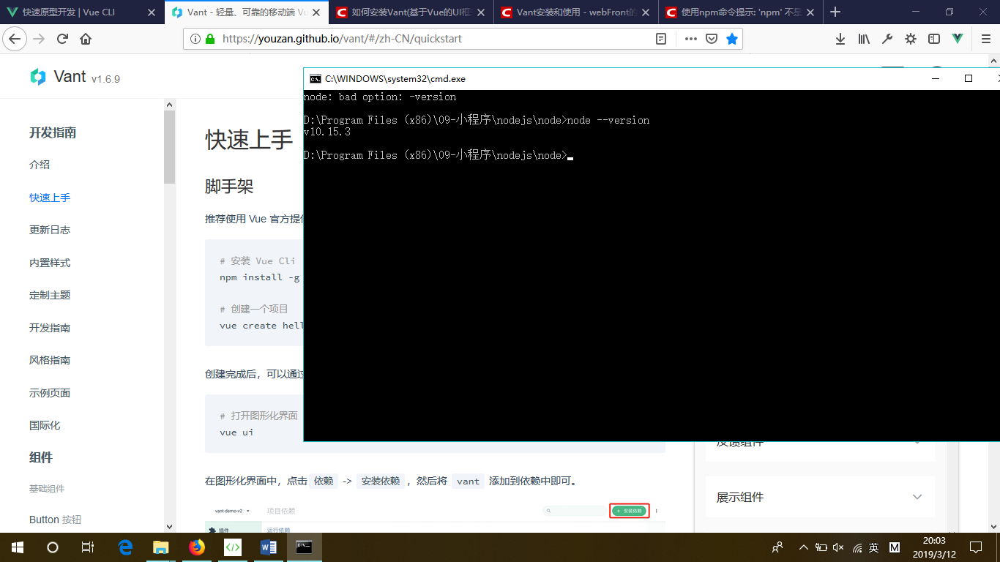 快速原型开发 | Vue CLI
Vant - 轻量、可靠的移动端 Vu
如何安装Vant(基于Vue的UI框
Vant安装和使用 - webFront的
使用npm命令提示: 'npm' 不是
https://youzan.github.io/vant/#/zh-CN/quickstart
Vant v1.6.9
开发指南
介绍
快速上手
更新日志
内置样式
定制主题
开发指南
风格指南
示例页面
国际化
组件
基础组件
Button 按钮
快速上手
脚手架
推荐使用 Vue 官方提
# 安装 Vue Cli
npm install -g
# 创建一个项目
vue create hell
创建完成后，可以通过
# 打开图形化界面
vue ui
在图形化界面中，点击 依赖 -> 安装依赖 ，然后将 vant 添加到依赖中即可。
vant-demo-v2
项目依赖
+ 安装依赖
插件
运行依赖
C:\WINDOWS\system32\cmd.exe
node: bad option: -version
D:\Program Files (x86)\09-小程序\nodejs\node>node --version
v10.15.3
D:\Program Files (x86)\09-小程序\nodejs\node>
反馈组件
展示组件
英
M
20:03
2019/3/12